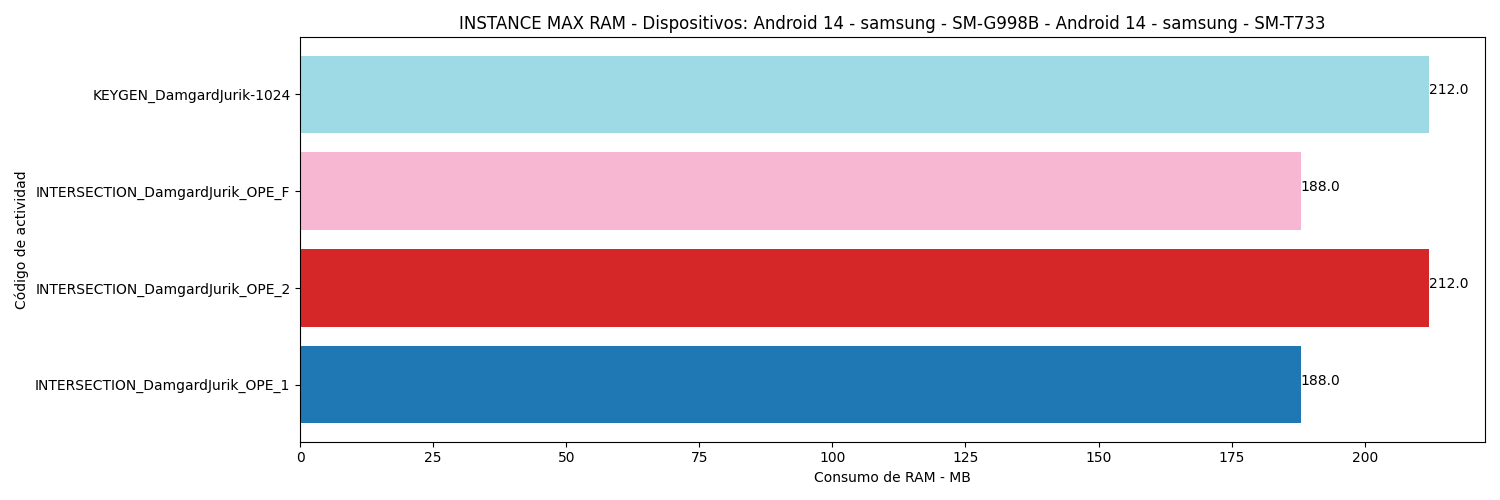 INSTANCE MAX RAM - Dispositivos: Android 14 - samsung - SM-G998B - Android 14 - samsung - SM-T733
Código de actividad
KEYGEN_DamgardJurik-1024
212.0
INTERSECTION_DamgardJurik_OPE_F
188.0
INTERSECTION_DamgardJurik_OPE_2
212.0
INTERSECTION_DamgardJurik_OPE_1
188.0
0 25 50 75 100 125 150 175 200
Consumo de RAM - MB